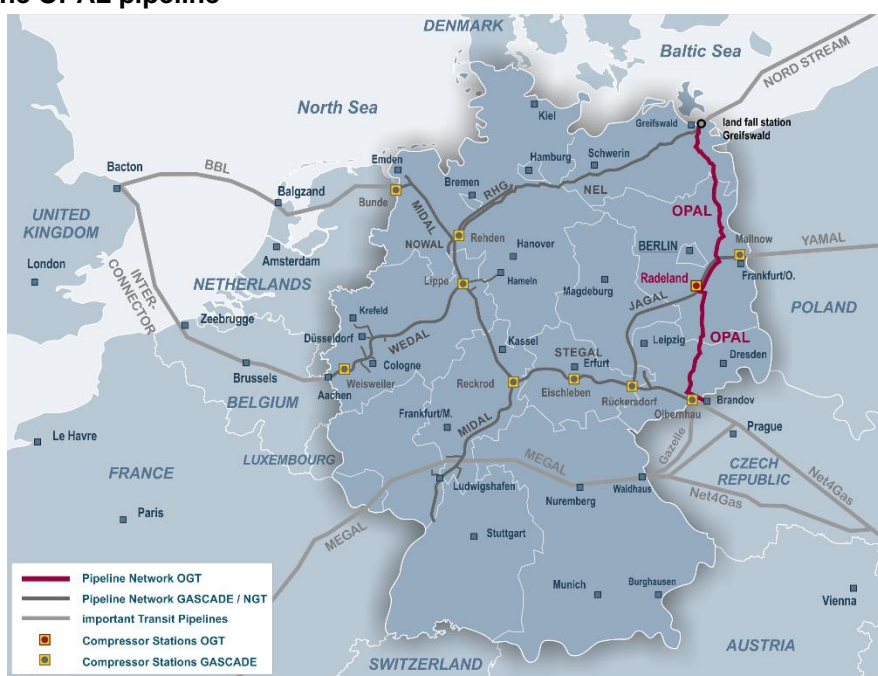 ne OPAL pipeline
DENMARK
Baltic Sea
NORD STREAM
North Sea
Kiel
Greifswald
land fall station
Greifswald
Bacton
BBL
Balgzand
Emden
Bunde
Bremen
Hamburg
Schwerin
RHG
NEL
MIDAL
OPAL
UNITED
KINGDOM
London
INTER-
CONNECTOR
Amsterdam
NETHERLANDS
NOWAL
Rehden
Hanover
BERLIN
Mallnow
YAMAL
Frankfurt/O.
Lippe
Hameln
Magdeburg
Radeland
JAGAL
POLAND
Zeebrugge
Krefeld
Düsseldorf
WEDAL
Cologne
Kassel
STEGAL
Erfurt
Leipzig
OPAL
Dresden
Brussels
BELGIUM
Aachen
Weisweiler
Reckrod
Eischleben
Rückersdorf
Olbernhau
Brandov
Le Havre
Frankfurt/M.
MIDAL
Gazelle
Prague
LUXEMBOURG
FRANCE
MEGAL
CZECH
REPUBLIC
Net4Gas
Ludwigshafen
Nuremberg
Waidhaus
Net4Gas
Paris
MEGAL
Stuttgart
Munich
Burghausen
Vienna
Pipeline Network OGT
Pipeline Network GASCADE / NGT
important Transit Pipelines
Compressor Stations OGT
Compressor Stations GASCADE
SWITZERLAND
AUSTRIA